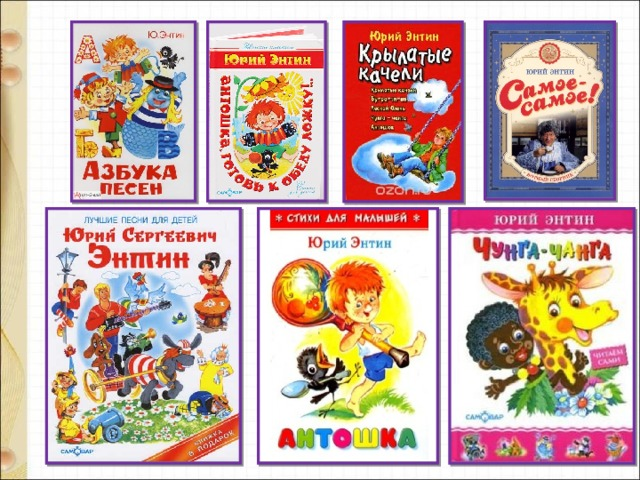 Ю.Энтин
АЗБУКА
ПЕСЕН
Юрий Энтин
АНТОШКА, ГОТОВЬ К ОБЕДУ ЛОЖКУ!..
Юрий Энтин
Крылатые
качели
Крылатые качели
ozon.ru
ЮРИЙ ЭНТИН
Самое-
самое!
ЛУЧШИЕ ПЕСНИ ДЛЯ ДЕТЕЙ
Юрий Сергеевич
Энтин
КНИЖКА
В ПОДАРОК
САМОВАР
* СТИХИ ДЛЯ МАЛЫШЕЙ *
Юрий Энтин
АНТОШКА
ЮРИЙ ЭНТИН
ЧУНГА-ЧАНГА
ЧИТАЕМ
САМИ
САМОВАР